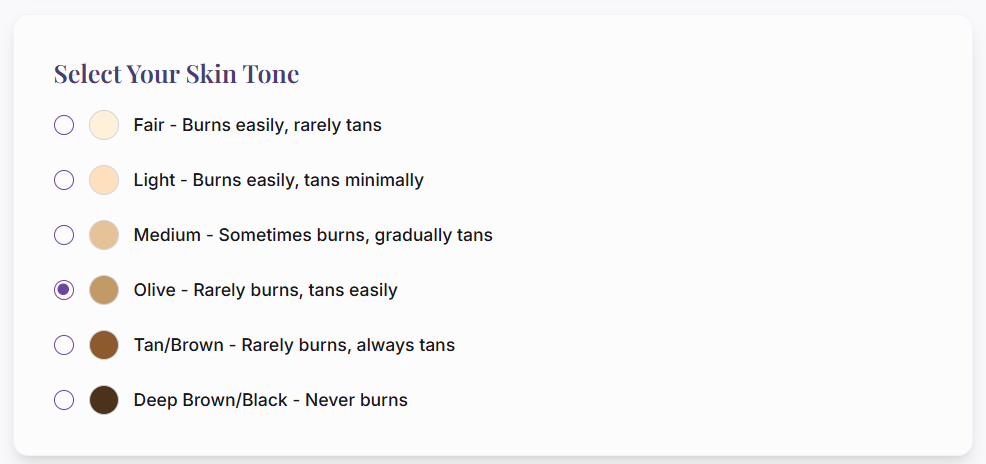 Select Your Skin Tone
Fair - Burns easily, rarely tans
Light - Burns easily, tans minimally
Medium - Sometimes burns, gradually tans
Olive - Rarely burns, tans easily
Tan/Brown - Rarely burns, always tans
Deep Brown/Black - Never burns